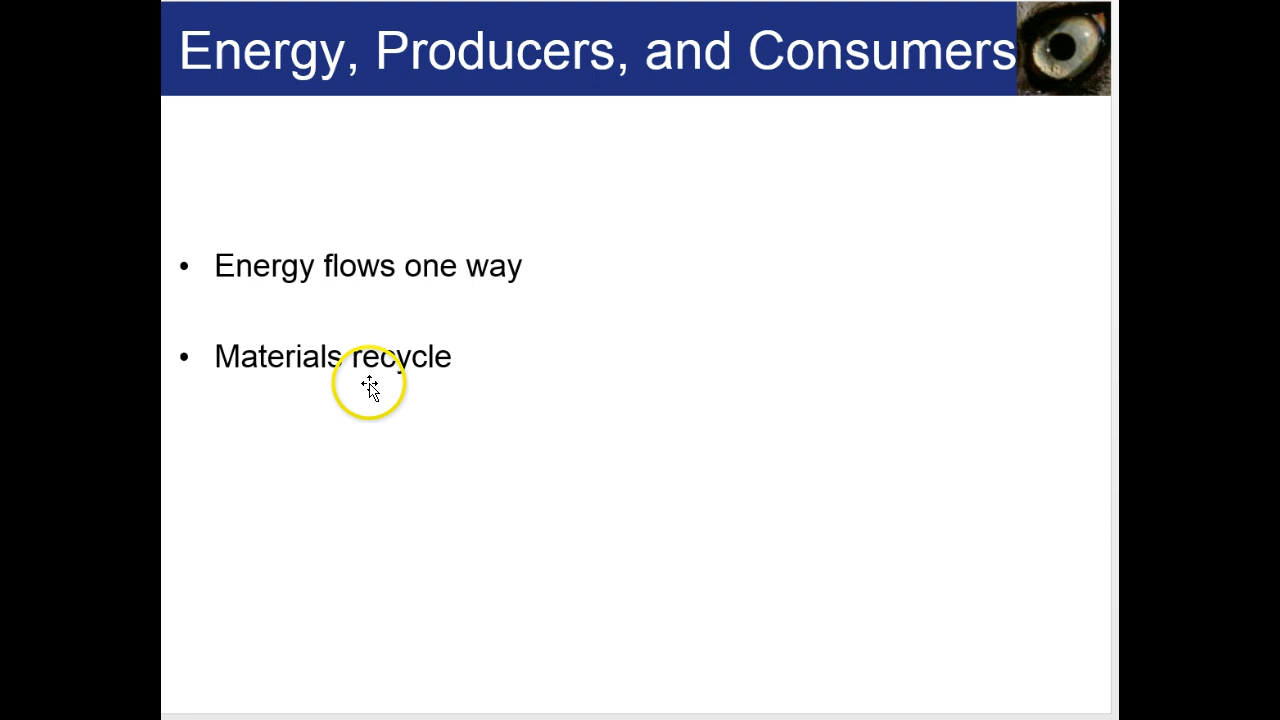 Energy, Producers, and Consumers
• Energy flows one way
• Materials recycle